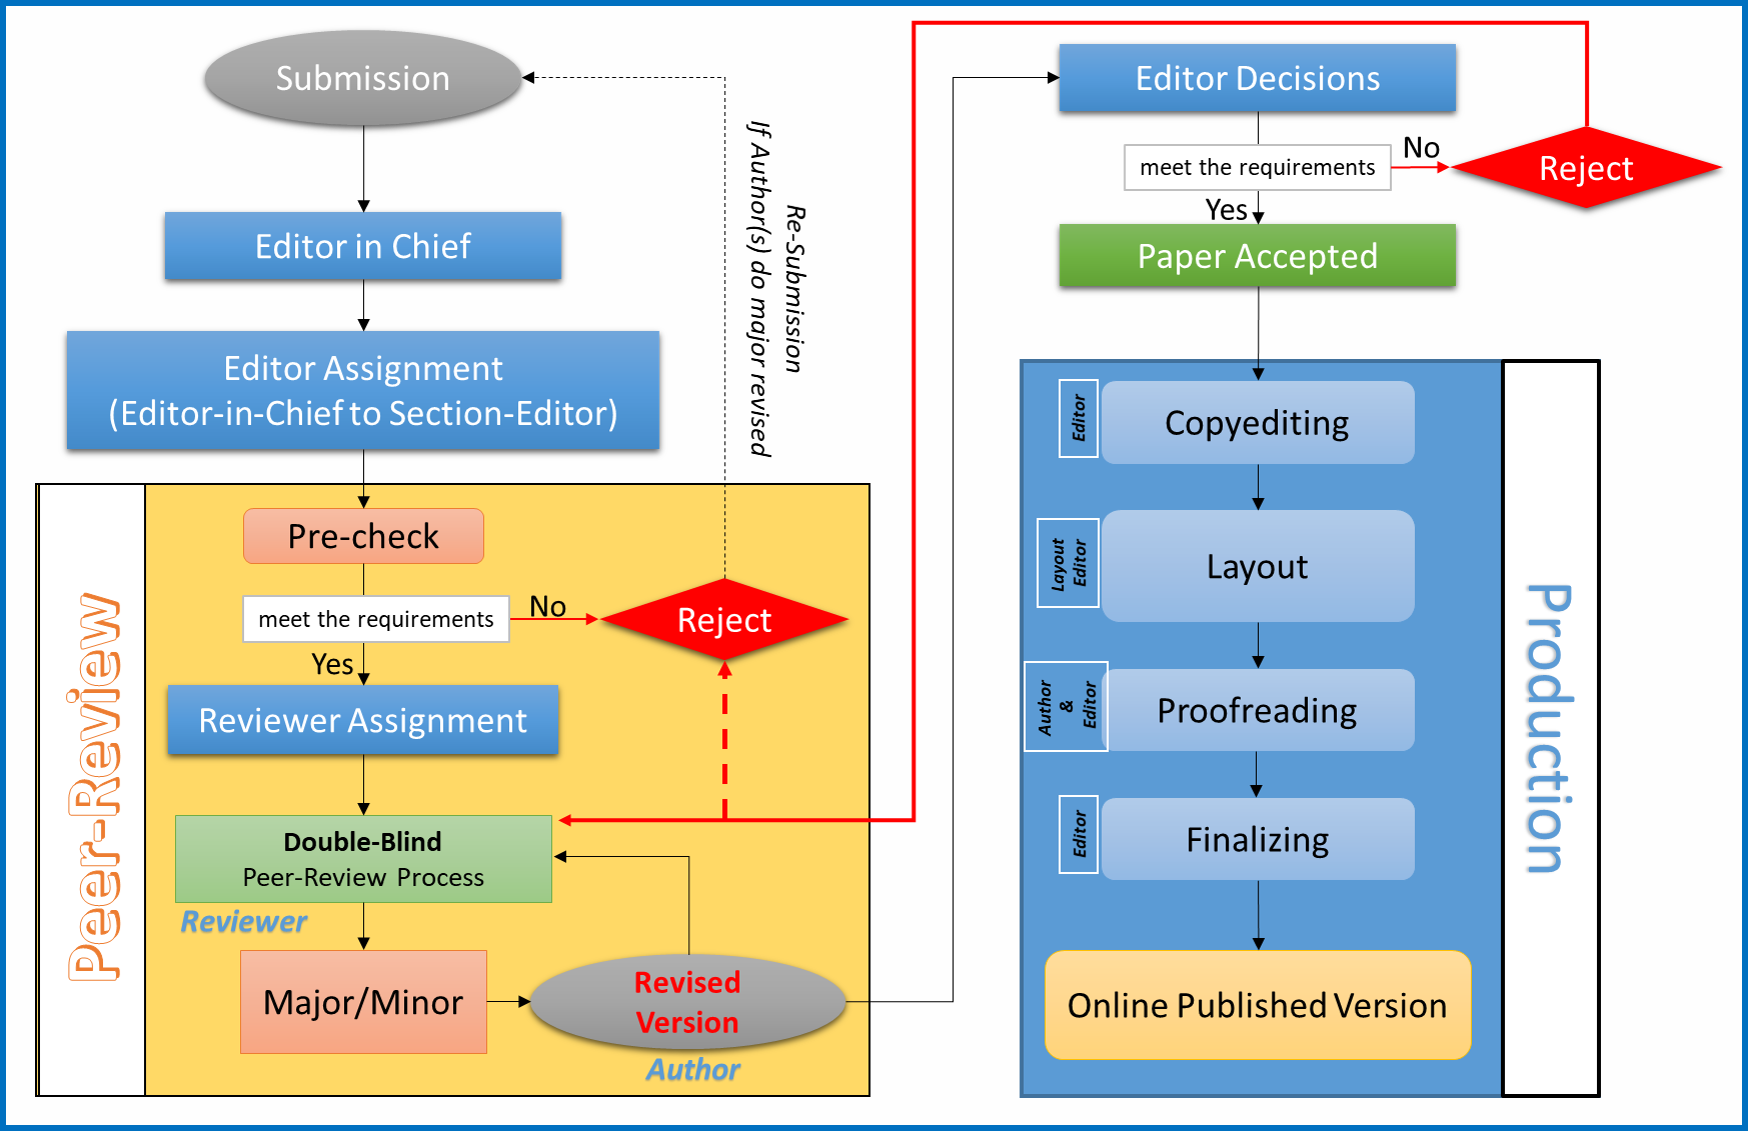 Submission
Editor in Chief
Editor Assignment
(Editor-in-Chief to Section-Editor)
Re-Submission
If Author(s) do major revised
Peer-Review
Pre-check
meet the requirements
No
Reject
Yes
Reviewer Assignment
Double-Blind
Peer-Review Process
Reviewer
Major/Minor
Revised
Version
Author
Editor Decisions
meet the requirements
No
Reject
Yes
Paper Accepted
Production
Editor
Copyediting
Layout
Editor
Layout
Author
&
Editor
Proofreading
Editor
Finalizing
Online Published Version